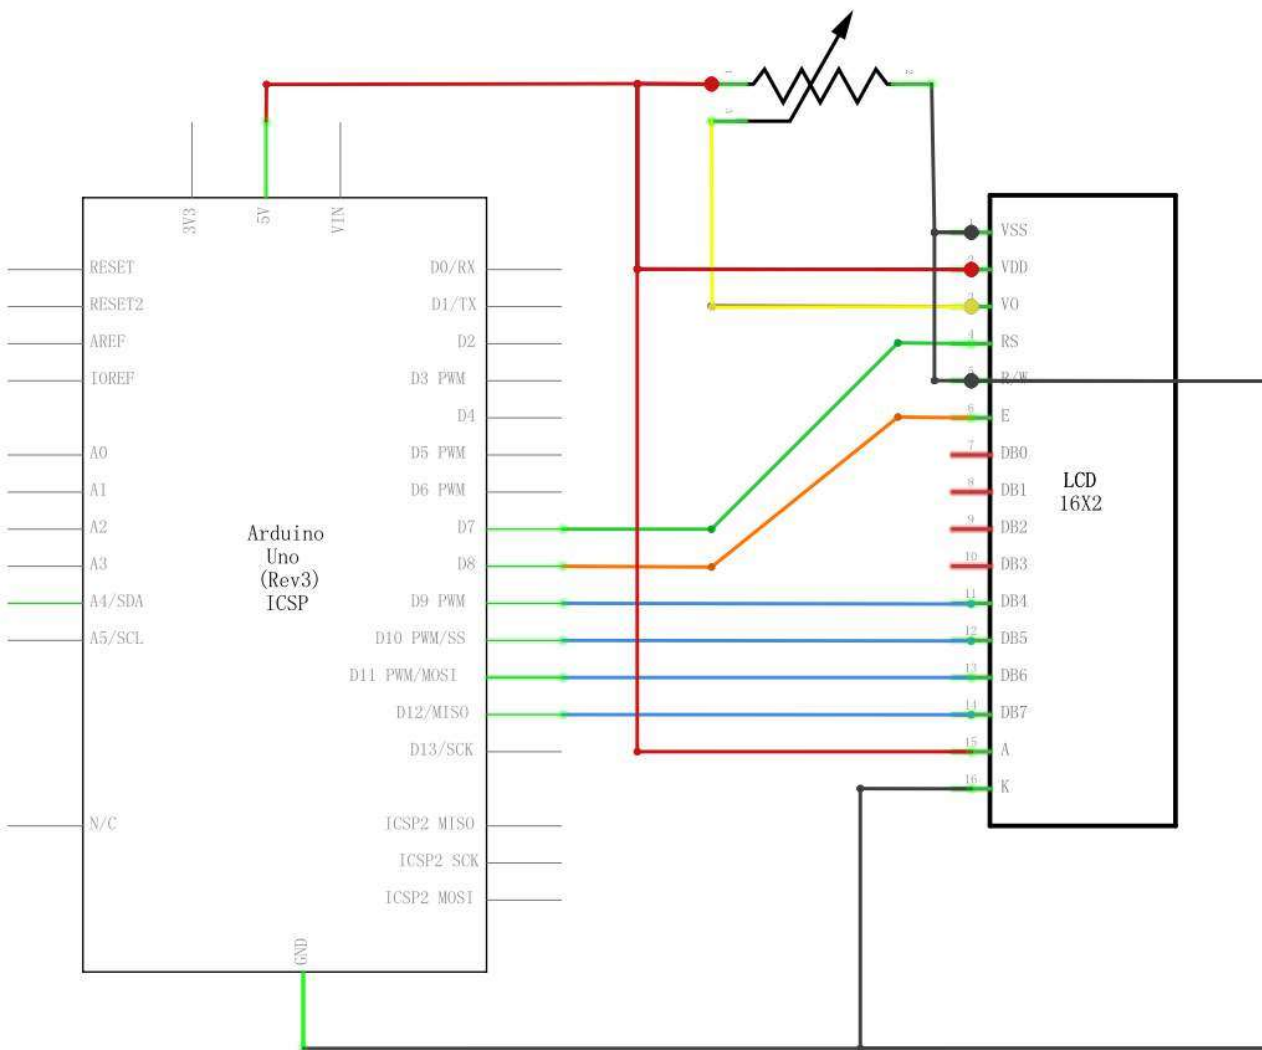 1
2
3
3V3
5V
VIN
RESET
RESET2
AREF
IOREF
A0
A1
A2
A3
A4/SDA
A5/SCL
N/C
Arduino
Uno
(Rev3)
ICSP
D0/RX
D1/TX
D2
D3 PWM
D4
D5 PWM
D6 PWM
D7
D8
D9 PWM
D10 PWM/SS
D11 PWM/MOSI
D12/MISO
D13/SCK
ICSP2 MISO
ICSP2 SCK
ICSP2 MOSI
GND
1 VSS
2 VDD
3 VO
4 RS
5 R/W
6 E
7 DB0
8 DB1
9 DB2
10 DB3
11 DB4
12 DB5
13 DB6
14 DB7
15 A
16 K
LCD
16X2